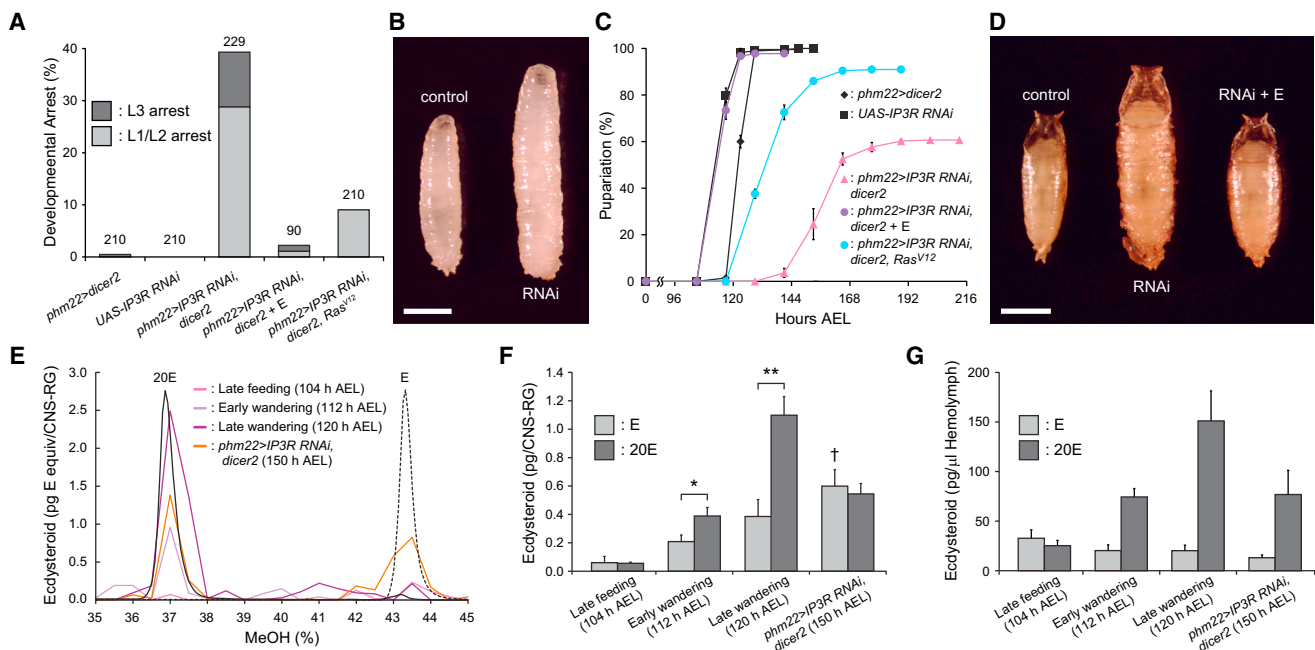 A
Developmental Arrest (%)
50
40
30
20
10
0
: L3 arrest
: L1/L2 arrest
210
210
229
90
210
phm22>dicer2
UAS-IP3R RNAi
phm22>IP3R RNAi,
dicer2
phm22>IP3R RNAi,
dicer2 + E
phm22>IP3R RNAi,
dicer2, Ras^V12
B
control
RNAi
C
Pupariation (%)
100
80
60
40
20
0
0 96 120 144 168 192 216
Hours AEL
: phm22>dicer2
: UAS-IP3R RNAi
: phm22>IP3R RNAi,
dicer2
: phm22>IP3R RNAi,
dicer2 + E
: phm22>IP3R RNAi,
dicer2, Ras^V12
D
control
RNAi
RNAi + E
E
Ecdysteroid (pg E equiv/CNS-RG)
3.0
2.5
2.0
1.5
1.0
0.5
0.0
20E
E
: Late feeding (104 h AEL)
: Early wandering (112 h AEL)
: Late wandering (120 h AEL)
: phm22>IP3R RNAi,
dicer2 (150 h AEL)
35 36 37 38 39 40 41 42 43 44 45
MeOH (%)
F
Ecdysteroid (pg/CNS-RG)
1.4
1.2
1.0
0.8
0.6
0.4
0.2
0
: E
: 20E
*
**
†
Late feeding
(104 h AEL)
Early wandering
(112 h AEL)
Late wandering
(120 h AEL)
phm22>IP3R RNAi,
dicer2 (150 h AEL)
G
Ecdysteroid (pg/µl Hemolymph)
200
150
100
50
25
0
: E
: 20E
Late feeding
(104 h AEL)
Early wandering
(112 h AEL)
Late wandering
(120 h AEL)
phm22>IP3R RNAi,
dicer2 (150 h AEL)